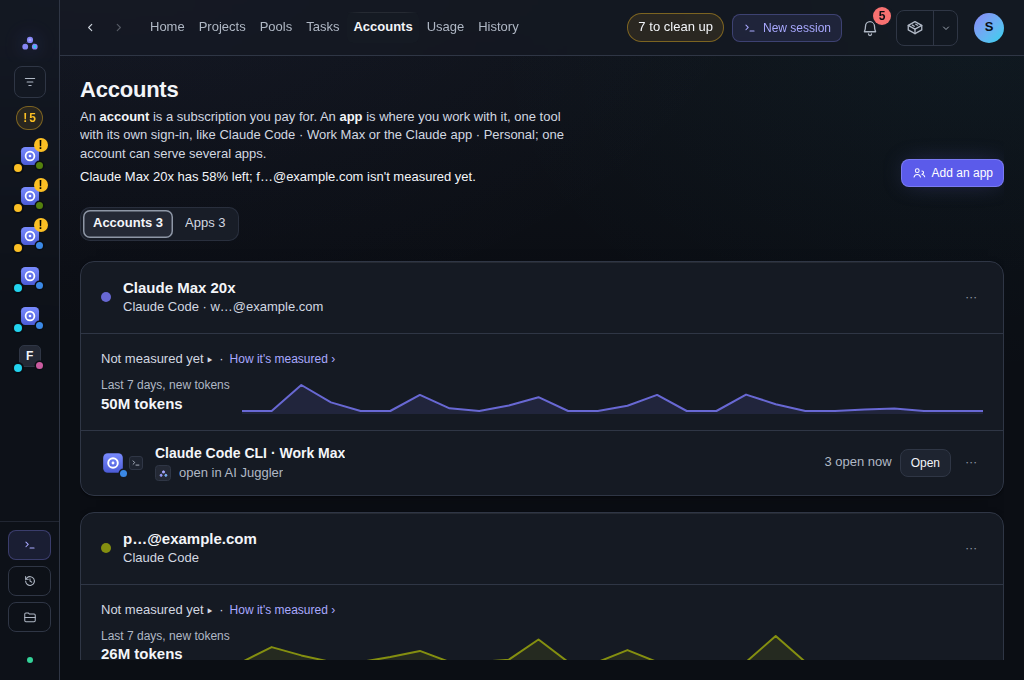 Home Projects Pools Tasks Accounts Usage History
7 to clean up
New session
5
S
!5
!
!
!
F
Accounts
An account is a subscription you pay for. An app is where you work with it, one tool
with its own sign-in, like Claude Code · Work Max or the Claude app · Personal; one
account can serve several apps.
Claude Max 20x has 58% left; f…@example.com isn't measured yet.
Add an app
Accounts 3 Apps 3
Claude Max 20x
Claude Code · w…@example.com
Not measured yet ▸ · How it's measured ›
Last 7 days, new tokens
50M tokens
Claude Code CLI · Work Max
open in AI Juggler
3 open now
Open
p…@example.com
Claude Code
Not measured yet ▸ · How it's measured ›
Last 7 days, new tokens
26M tokens